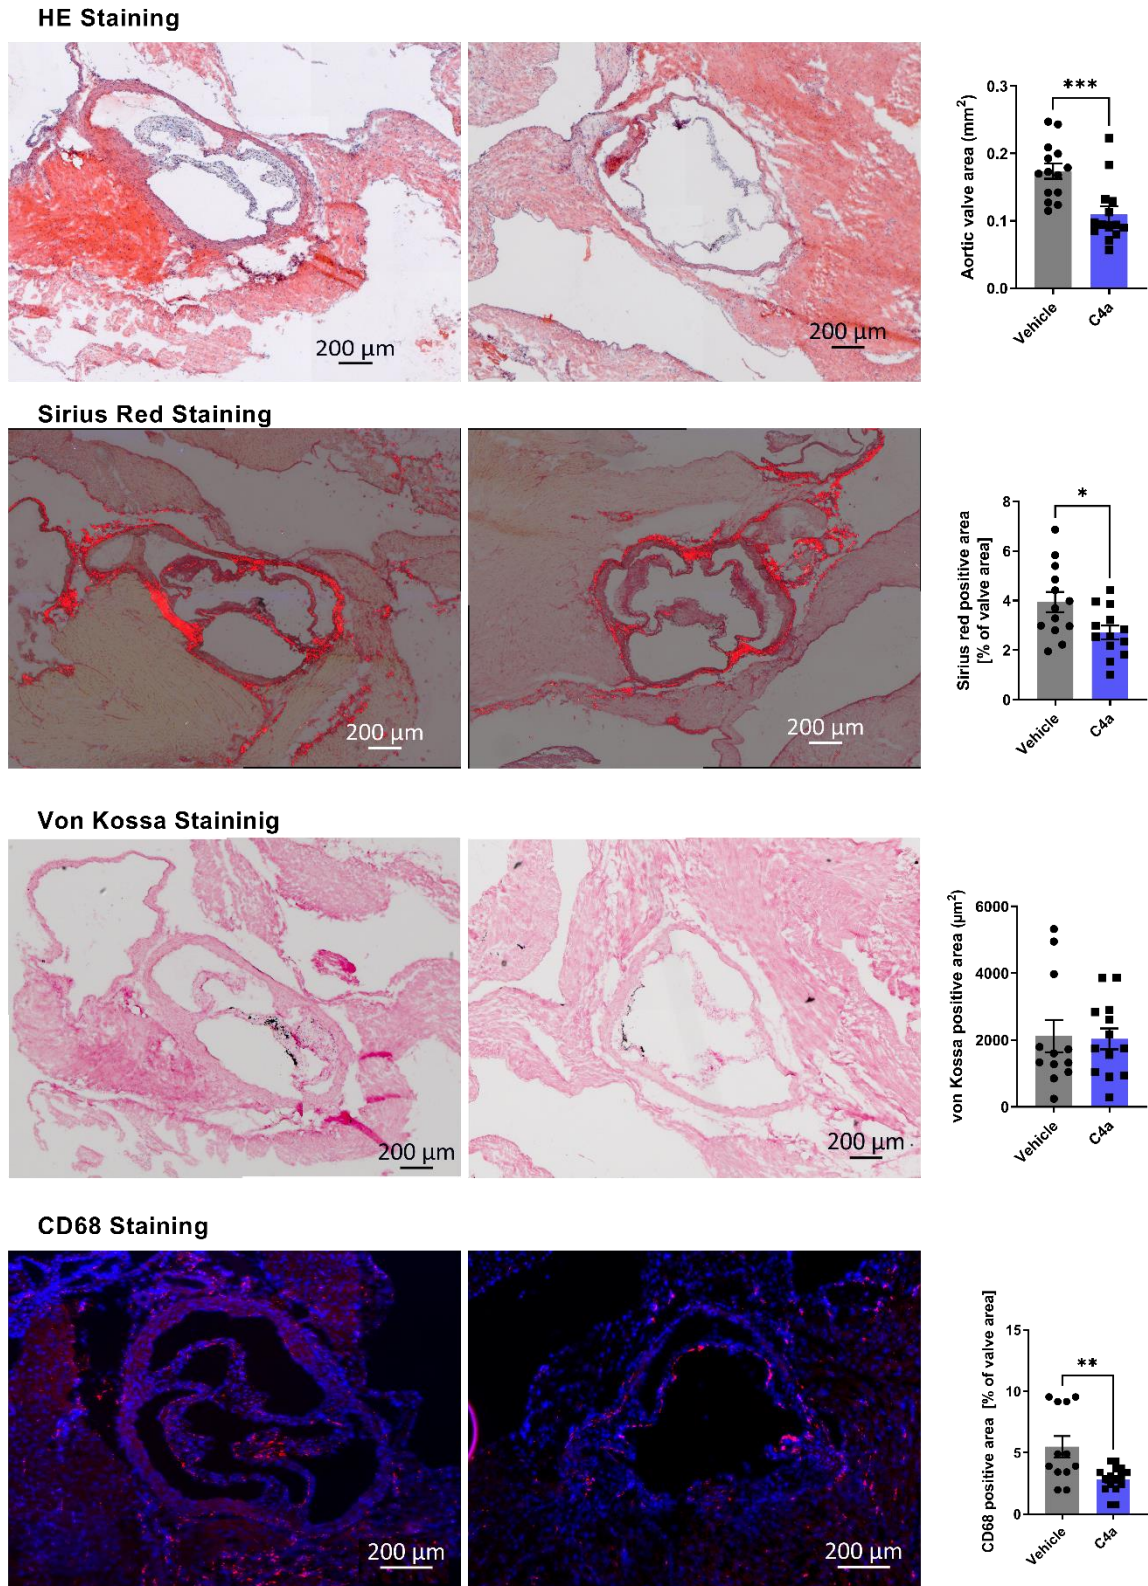 HE Staining
200 µm
200 µm
Aortic valve area (mm²)
0.3
0.2
0.1
0.0
***
Vehicle
C4a
Sirius Red Staining
200 µm
200 µm
Sirius red positive area
[% of valve area]
8
6
4
2
0
*
Vehicle
C4a
Von Kossa Staininig
200 µm
200 µm
von Kossa positive area (µm²)
6000
4000
2000
0
Vehicle
C4a
CD68 Staining
200 µm
200 µm
CD68 positive area [% of valve area]
15
10
5
0
**
Vehicle
C4a